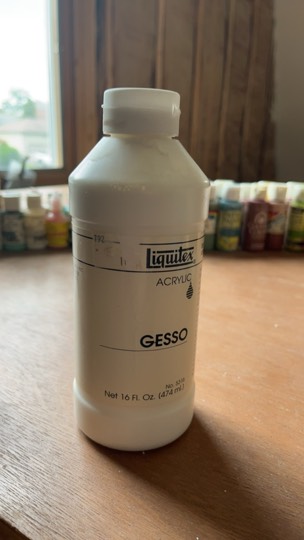 Liquitex
ACRYLIC
GESSO
Net 16 Fl. Oz. (474 mL)